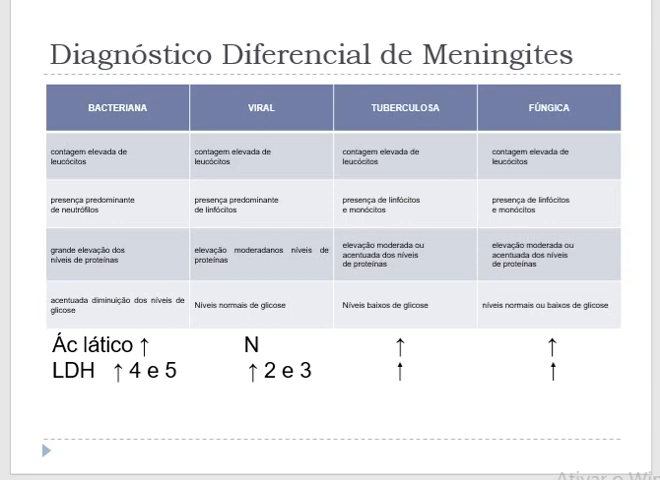 Diagnóstico Diferencial de Meningites
BACTERIANA VIRAL TUBERCULOSA FÚNGICA
contagem elevada de leucócitos
contagem elevada de leucócitos
contagem elevada de leucócitos
contagem elevada de leucócitos
presença predominante de neutrófilos
presença predominante de linfócitos
presença de linfócitos e monócitos
presença de linfócitos e monócitos
grande elevação dos níveis de proteínas
elevação moderadanos níveis de proteínas
elevação moderada ou acentuada dos níveis de proteínas
elevação moderada ou acentuada dos níveis de proteínas
acentuada diminuição dos níveis de glicose
Níveis normais de glicose
Níveis baixos de glicose
níveis normais ou baixos de glicose
Ác lático ↑ N ↑ ↑
LDH ↑ 4 e 5 ↑ 2 e 3 ↑ ↑